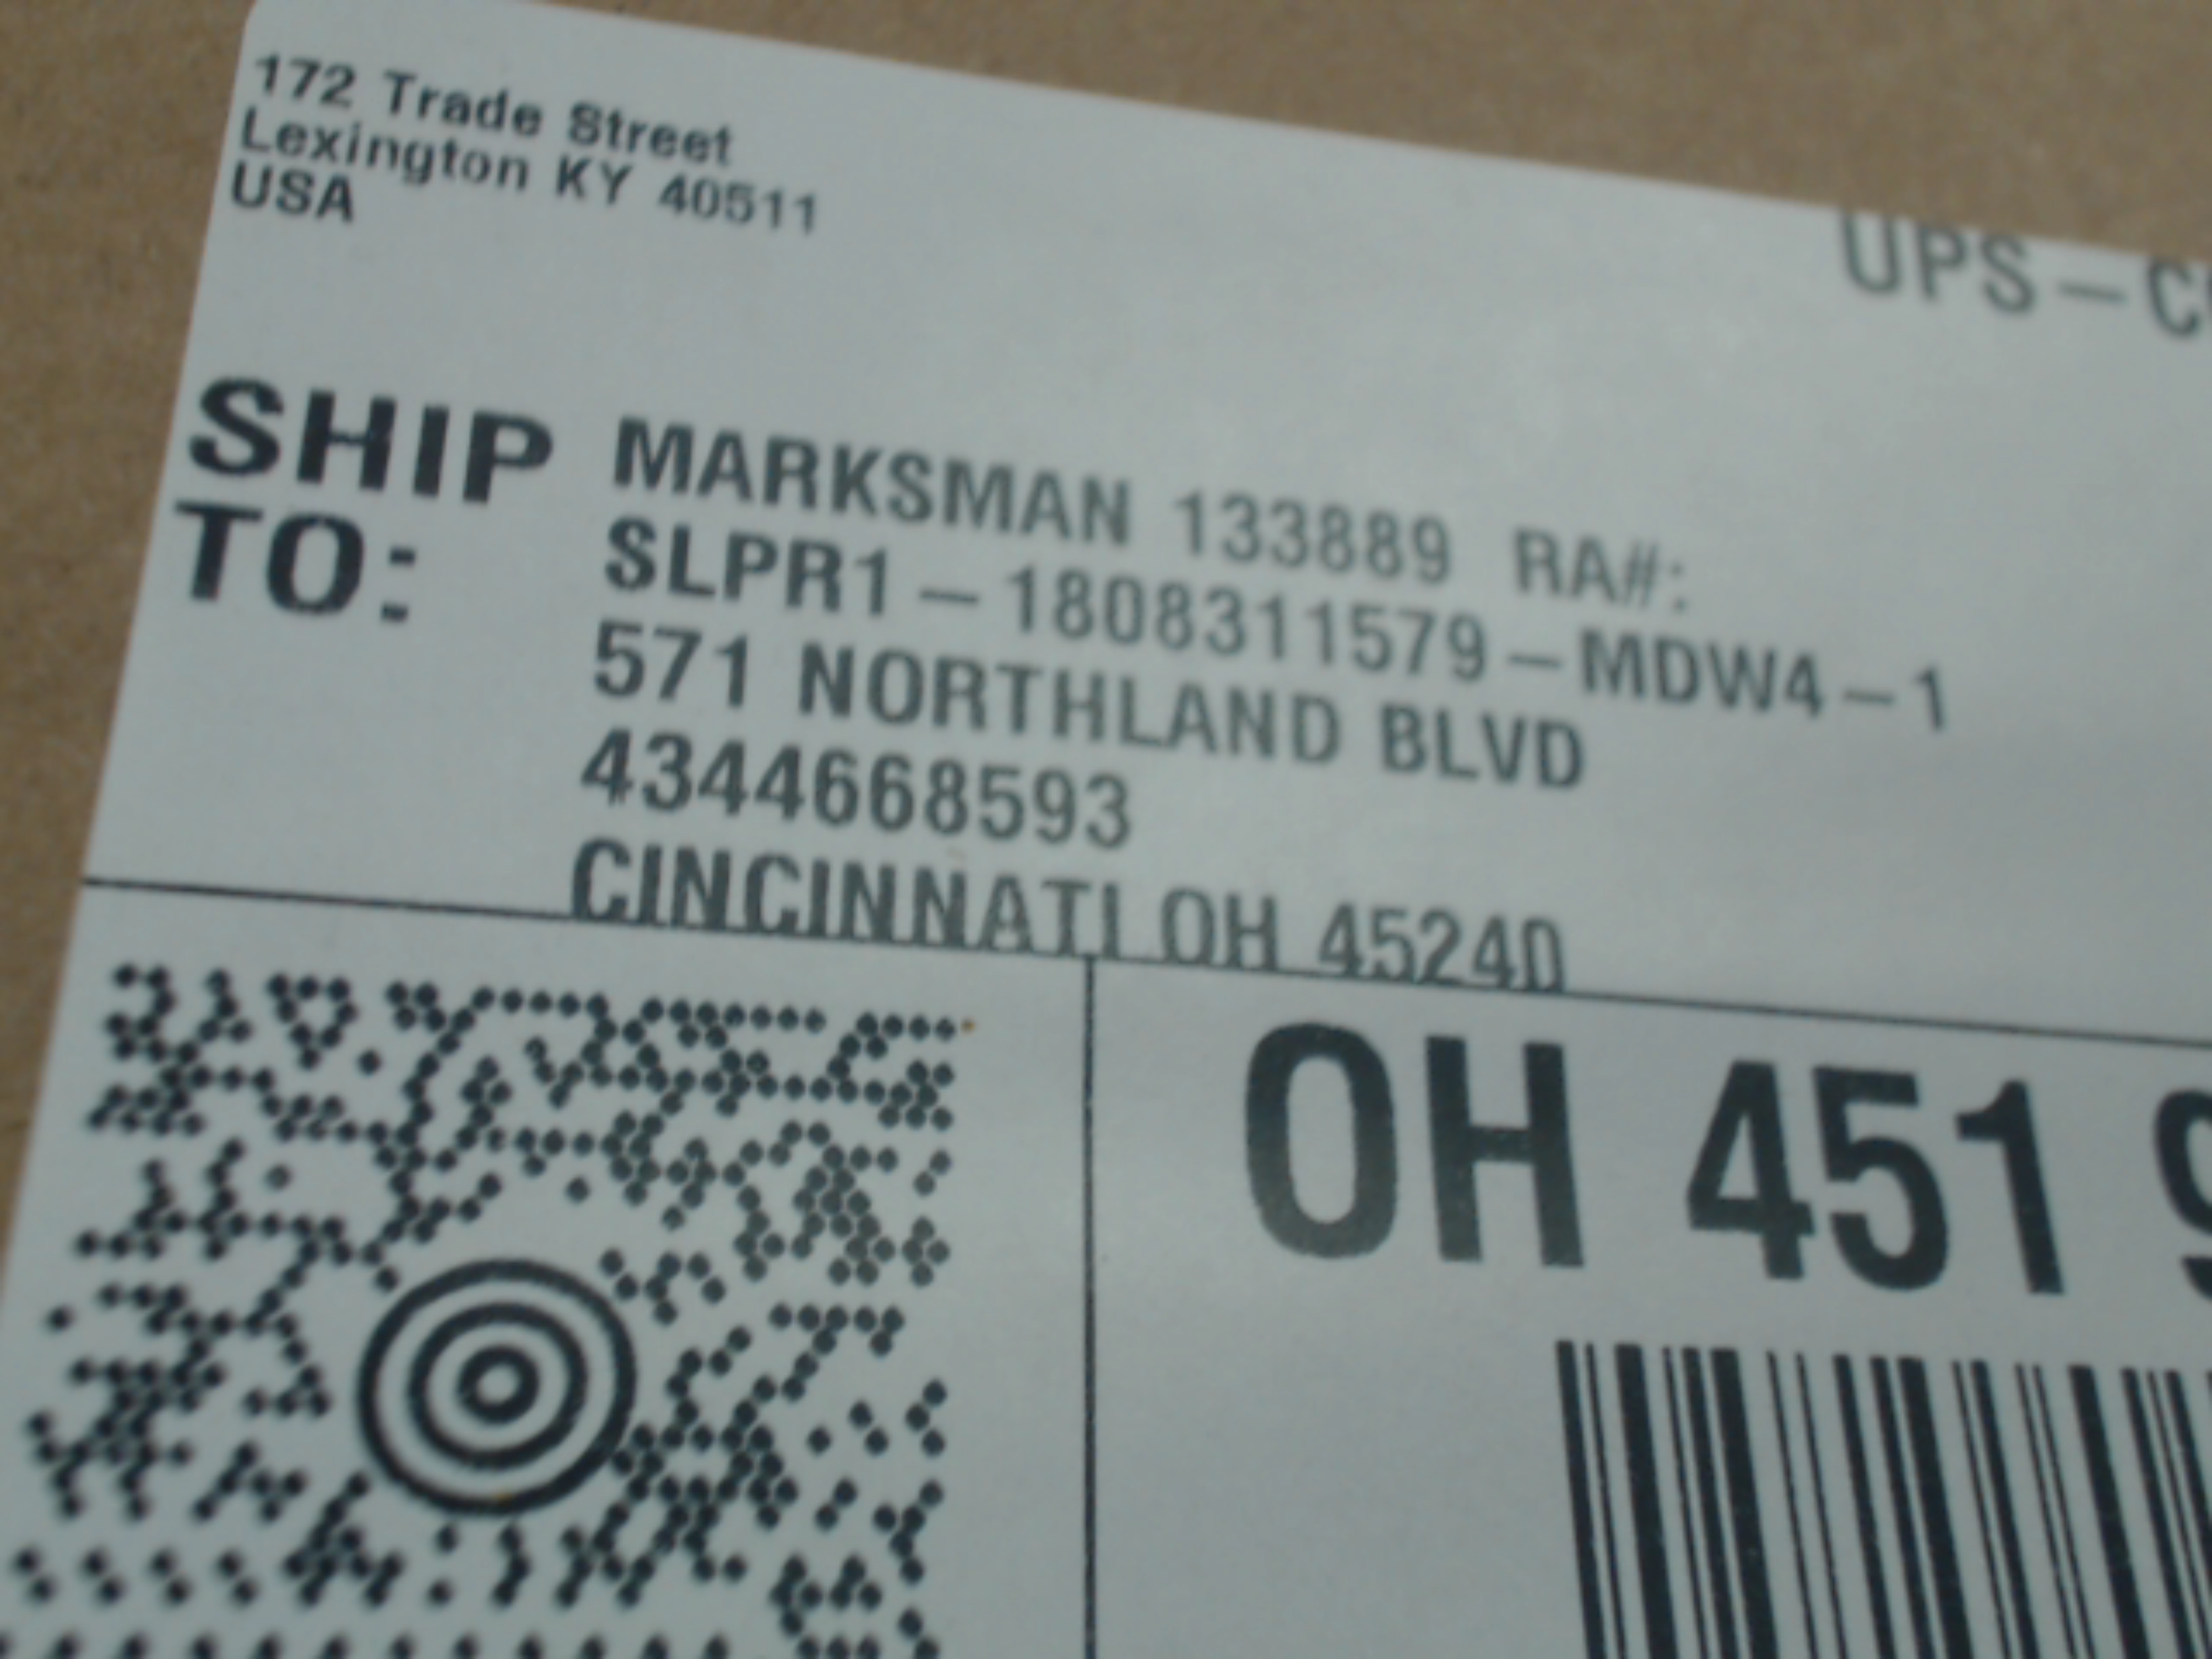 172 Trade Street
Lexington KY 40511
USA
UPS-C
SHIP TO:
MARKSMAN 133889 RA#:
SLPR1-1808311579-MDW4-1
571 NORTHLAND BLVD
4344668593
CINCINNATI OH 45240
OH 451 9